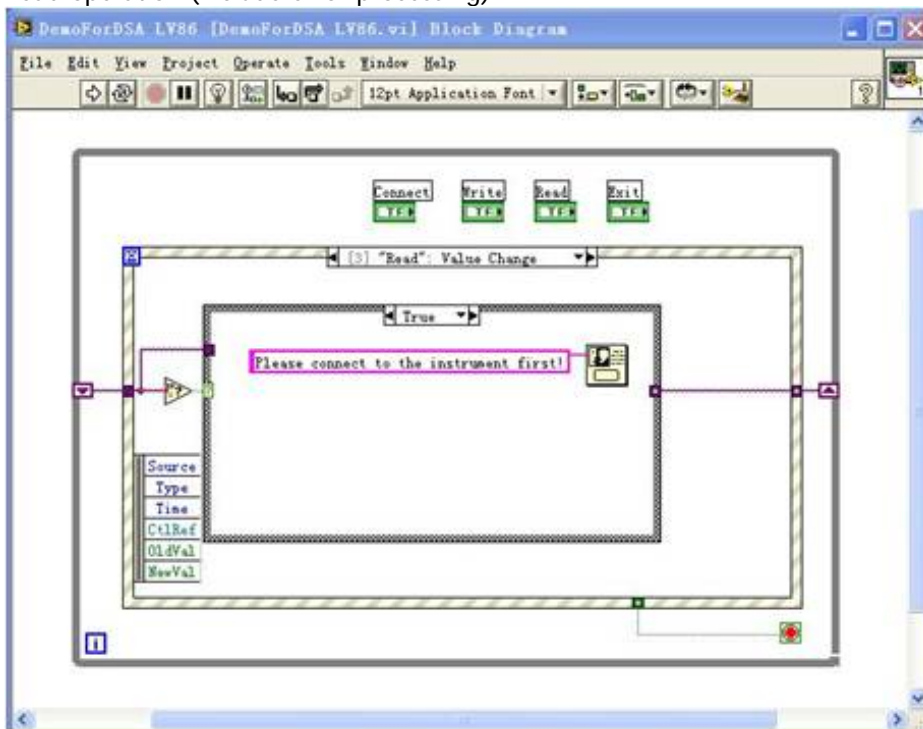 DemoForDSA LV86 [DemoForDSA LV86.vi] Block Diagram
File Edit View Project Operate Tools Window Help
12pt Application Font
Connect Write Read Exit
TF TF TF TF
[3] "Read": Value Change
True
Please connect to the instrument first!
Source
Type
Time
CtlRef
OldVal
NewVal
i